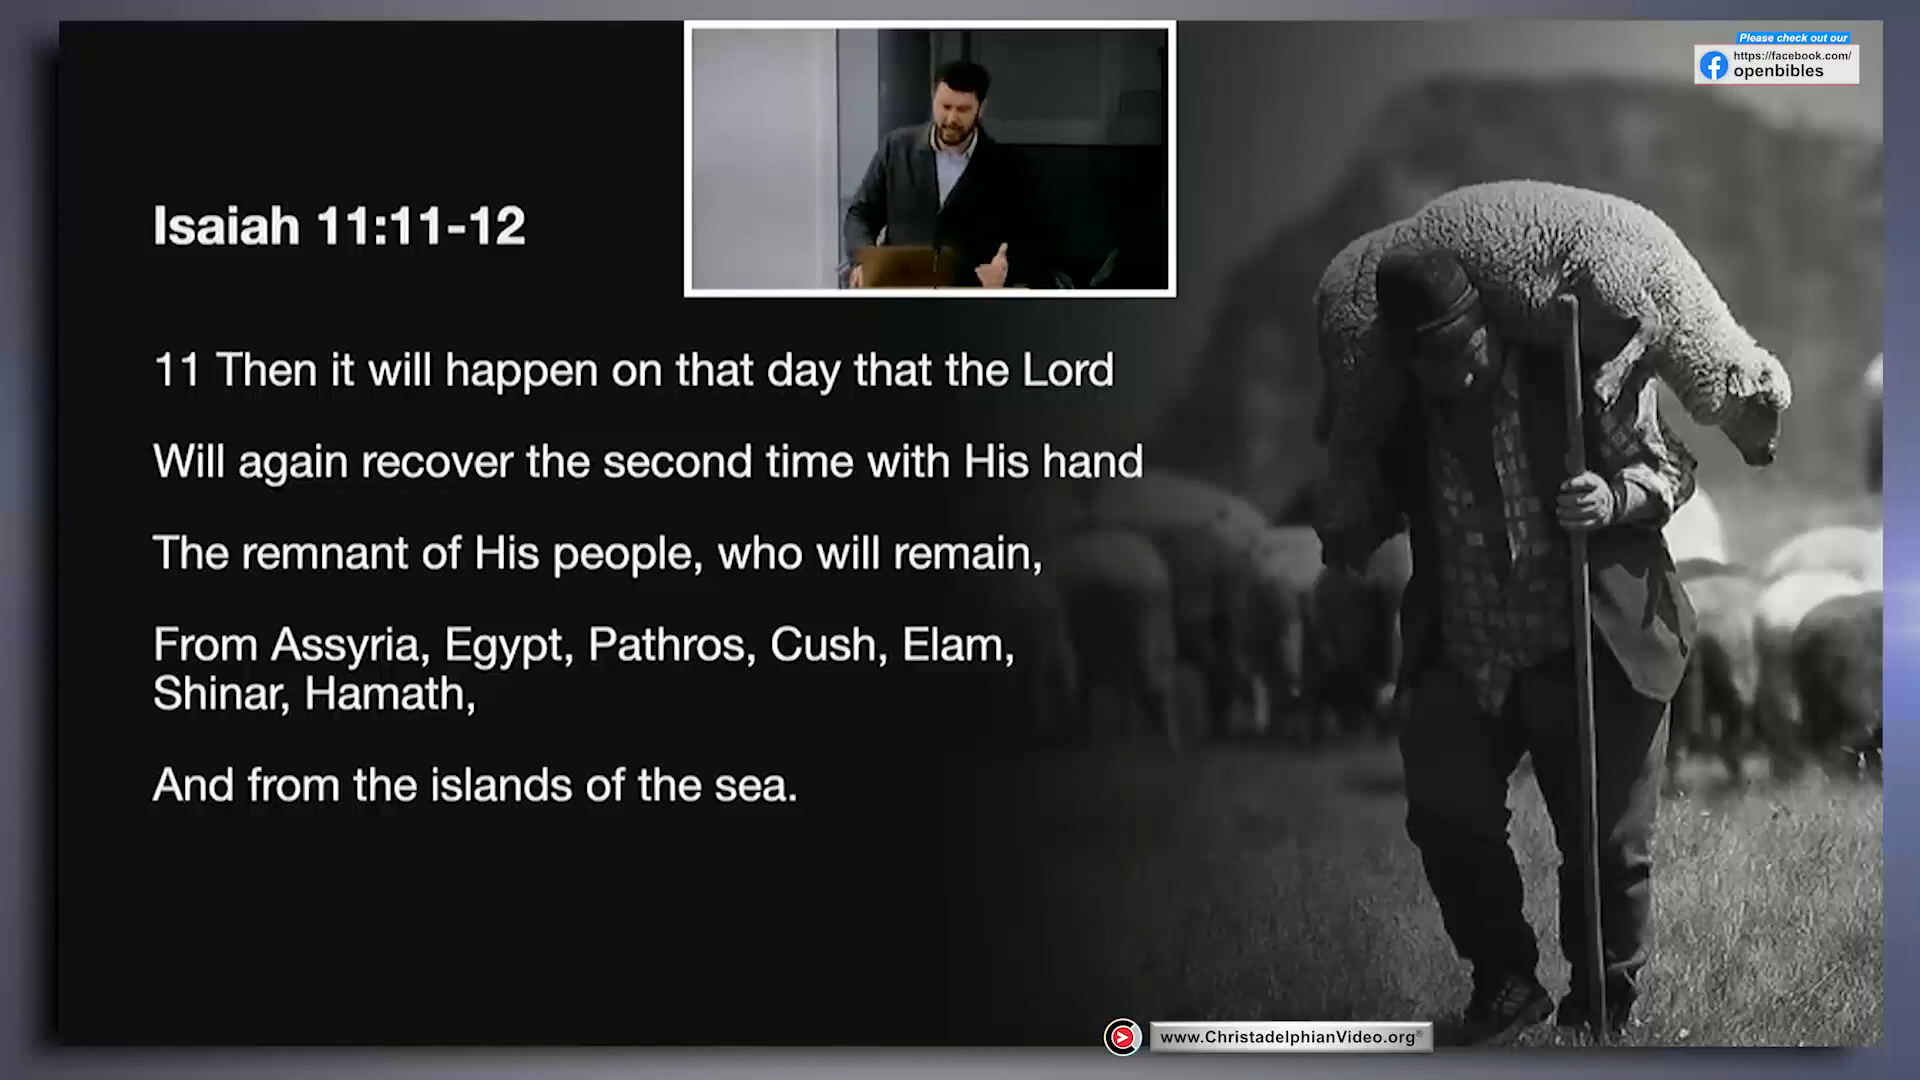 Please check out our
https://facebook.com/
openbibles
Isaiah 11:11-12
11 Then it will happen on that day that the Lord
Will again recover the second time with His hand
The remnant of His people, who will remain,
From Assyria, Egypt, Pathros, Cush, Elam,
Shinar, Hamath,
And from the islands of the sea.
www.ChristadelphianVideo.org®